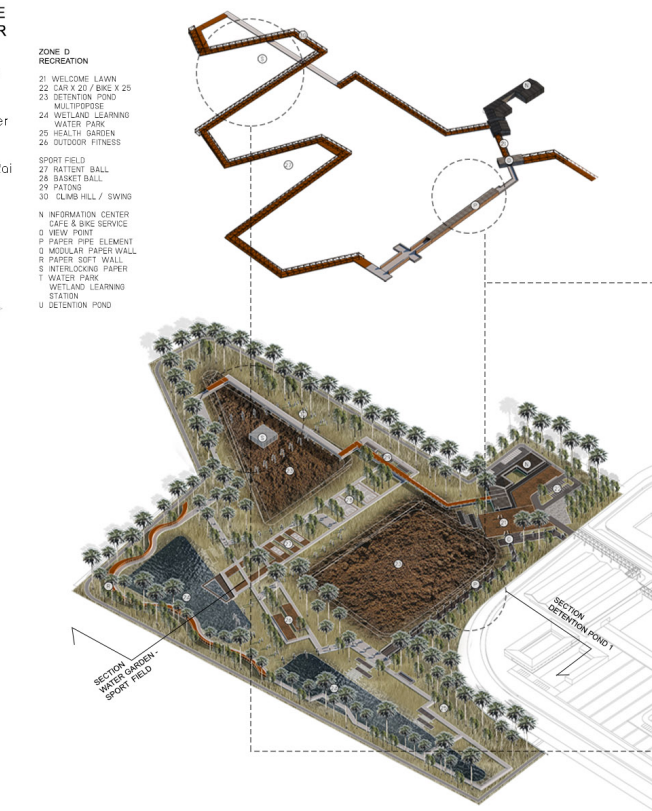 E
R
er
ai
ZONE D
RECREATION
21 WELCOME LAWN
22 CAR X 20 / BIKE X 25
23 DETENTION POND
MULTIPDPOSE
24 WETLAND LEARNING
WATER PARK
25 HEALTH GARDEN
26 OUTDOOR FITNESS
SPORT FIELD
27 RATTENT BALL
28 BASKET BALL
29 PATONG
30 CLIMB HILL / SWING
N INFORMATION CENTER
CAFE & BIKE SERVICE
O VIEW POINT
P PAPER PIPE ELEMENT
Q MODULAR PAPER WALL
R PAPER SOFT WALL
S INTERLOCKING PAPER
T WATER PARK
WETLAND LEARNING
STATION
U DETENTION POND
SECTION
DETENTION POND 1
SECTION
WATER GARDEN -
SPORT FIELD